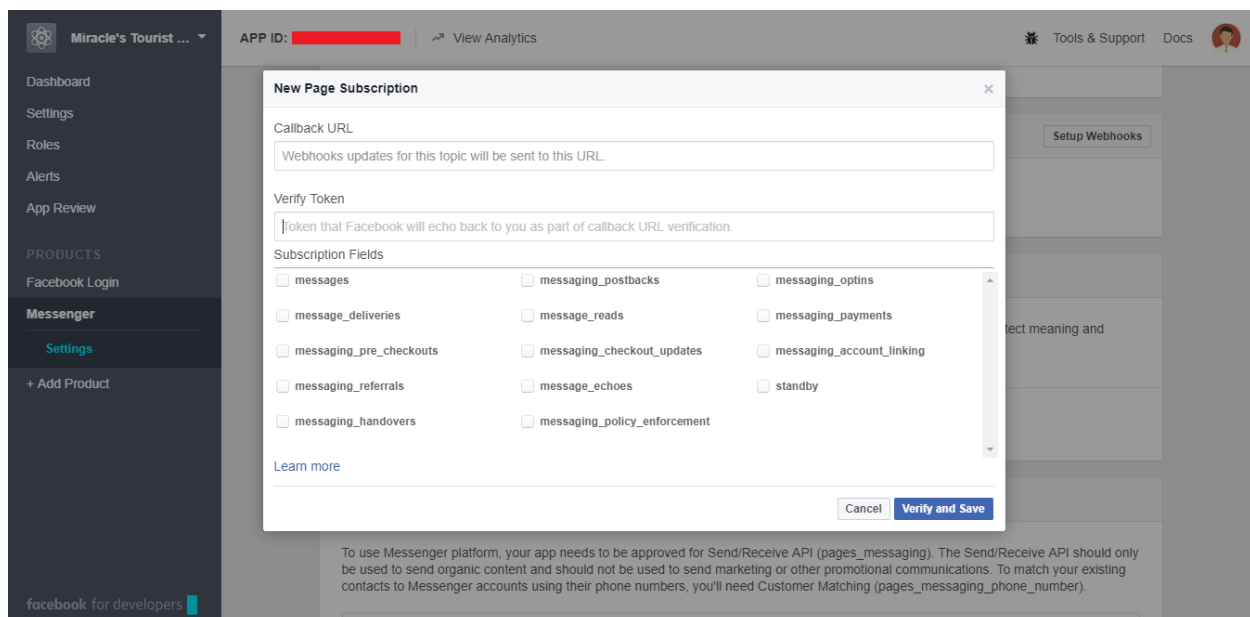 Miracle's Tourist ...
APP ID:
View Analytics
Tools & Support
Docs
Dashboard
Settings
Roles
Alerts
App Review
PRODUCTS
Facebook Login
Messenger
Settings
+ Add Product
facebook for developers
Setup Webhooks
New Page Subscription
Callback URL
Webhooks updates for this topic will be sent to this URL.
Verify Token
Token that Facebook will echo back to you as part of callback URL verification.
Subscription Fields
messages messaging_postbacks messaging_optins
message_deliveries message_reads messaging_payments
messaging_pre_checkouts messaging_checkout_updates messaging_account_linking
messaging_referrals message_echoes standby
messaging_handovers messaging_policy_enforcement
Learn more
Cancel Verify and Save
meaning and
To use Messenger platform, your app needs to be approved for Send/Receive API (pages_messaging). The Send/Receive API should only
be used to send organic content and should not be used to send marketing or other promotional communications. To match your existing
contacts to Messenger accounts using their phone numbers, you'll need Customer Matching (pages_messaging_phone_number).